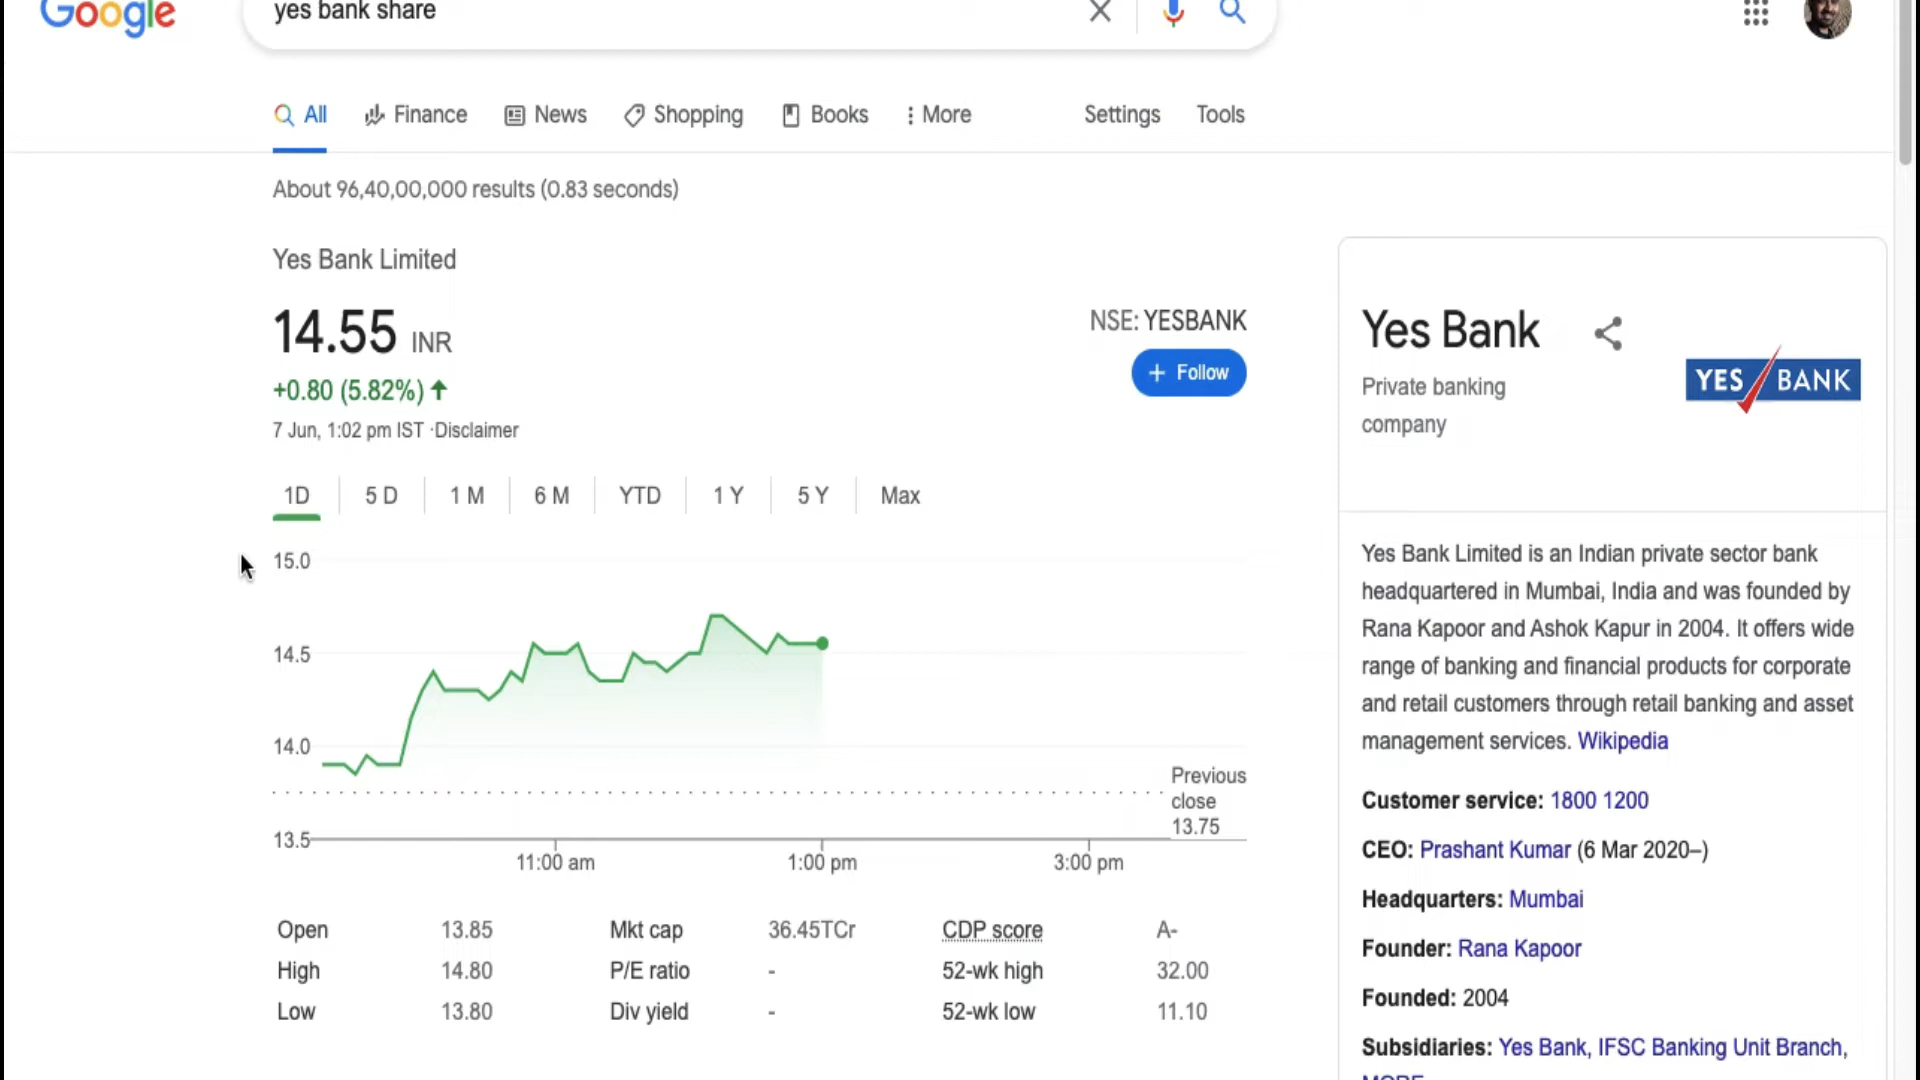 Google
yes bank share
All
Finance
News
Shopping
Books
More
Settings
Tools
About 96,40,00,000 results (0.83 seconds)
Yes Bank Limited
14.55 INR
NSE: YESBANK
+ Follow
+0.80 (5.82%)
7 Jun, 1:02 pm IST ·Disclaimer
1D
5 D
1 M
6 M
YTD
1 Y
5 Y
Max
15.0
14.5
14.0
13.5
Previous
close
13.75
11:00 am
1:00 pm
3:00 pm
Open 13.85 Mkt cap 36.45TCr CDP score A-
High 14.80 P/E ratio - 52-wk high 32.00
Low 13.80 Div yield - 52-wk low 11.10
Yes Bank
Private banking
company
YES BANK
Yes Bank Limited is an Indian private sector bank
headquartered in Mumbai, India and was founded by
Rana Kapoor and Ashok Kapur in 2004. It offers wide
range of banking and financial products for corporate
and retail customers through retail banking and asset
management services. Wikipedia
Customer service: 1800 1200
CEO: Prashant Kumar (6 Mar 2020–)
Headquarters: Mumbai
Founder: Rana Kapoor
Founded: 2004
Subsidiaries: Yes Bank, IFSC Banking Unit Branch,
MORE